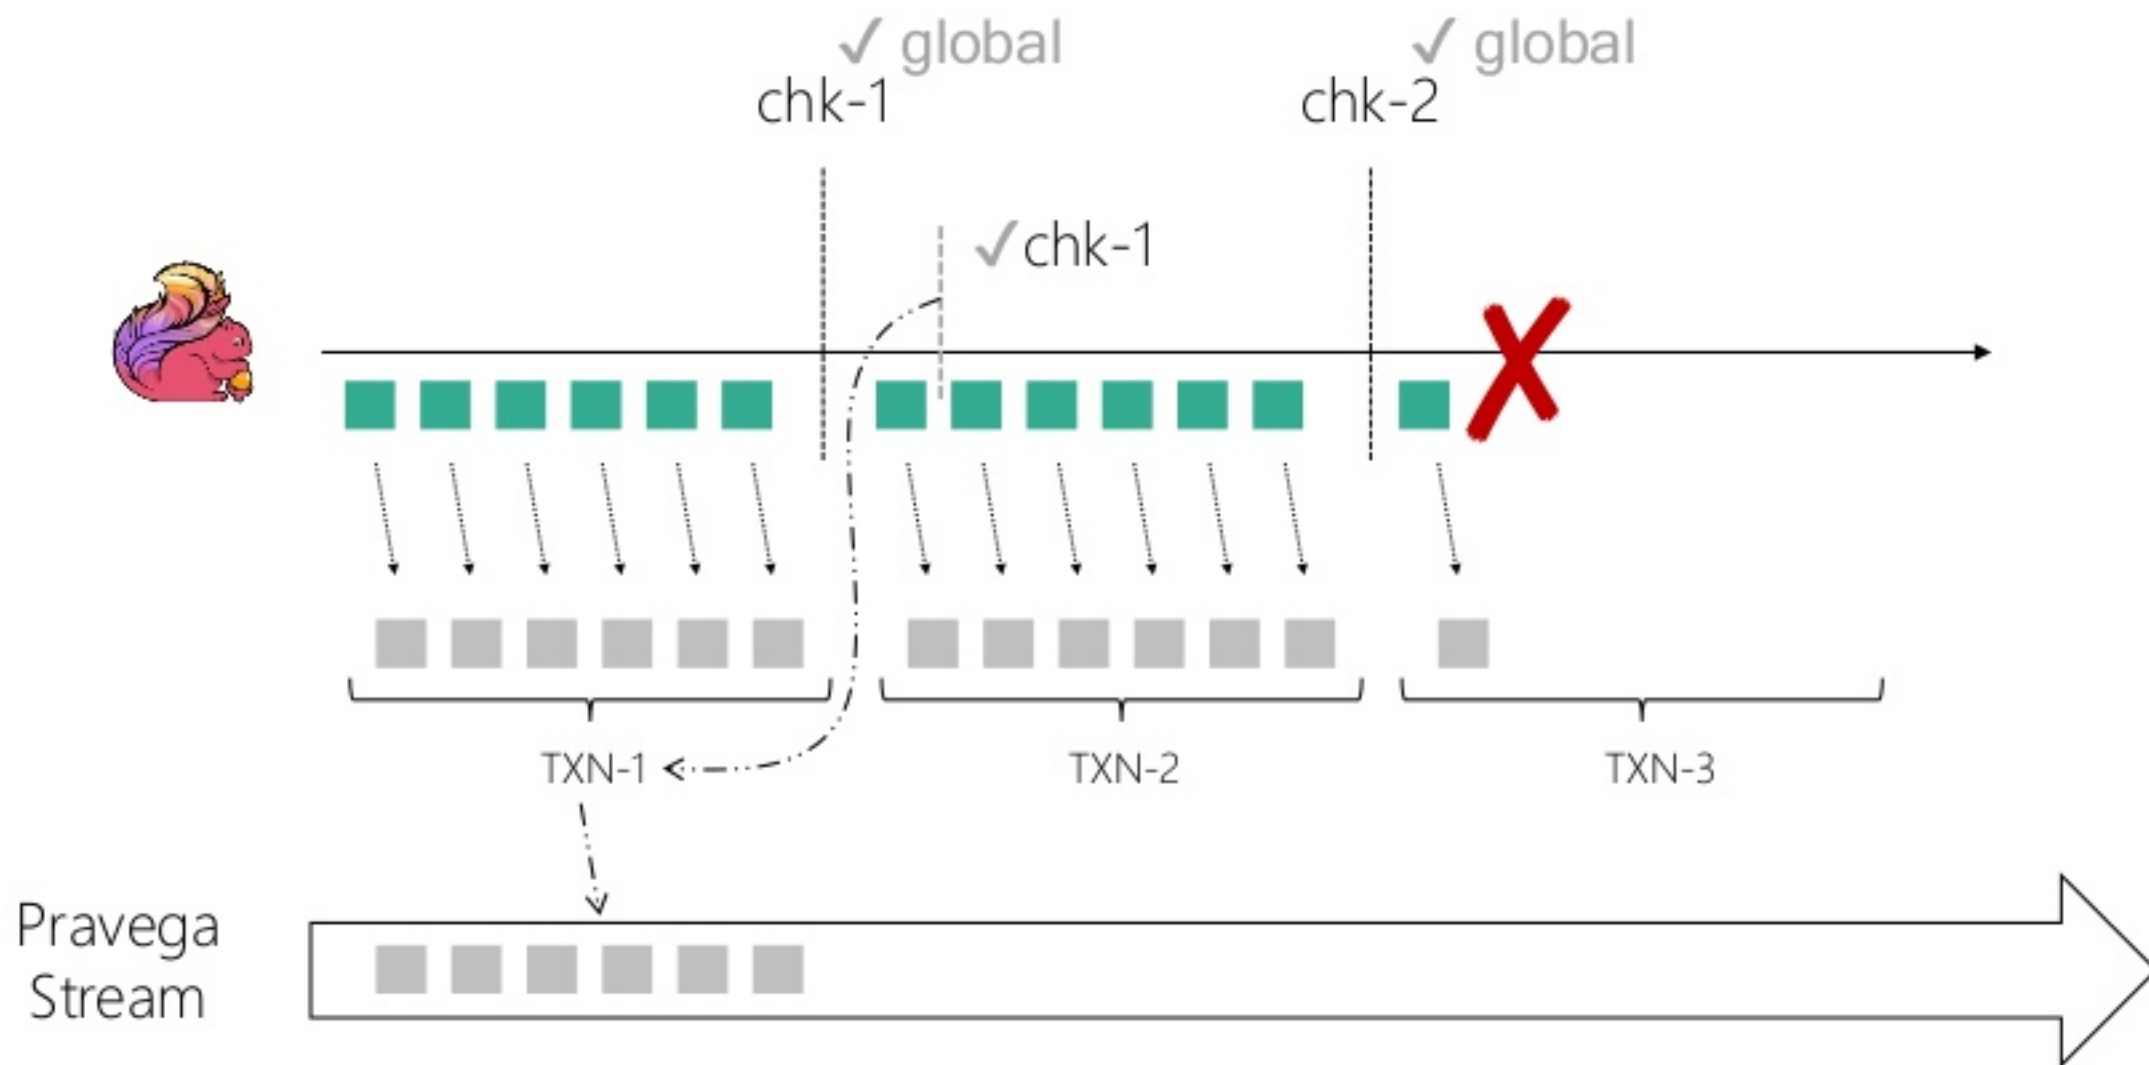 ✓ global
✓ global
chk-1
chk-2
✓chk-1
TXN-1
TXN-2
TXN-3
Pravega
Stream